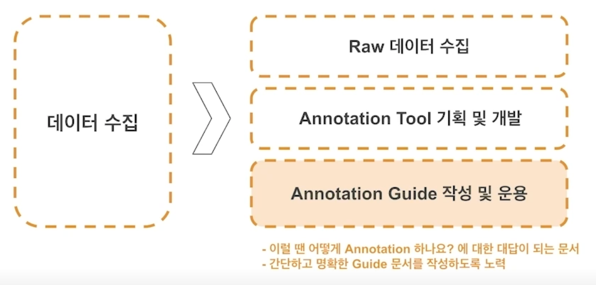 데이터 수집
Raw 데이터 수집
Annotation Tool 기획 및 개발
Annotation Guide 작성 및 운용
- 이럴 땐 어떻게 Annotation 하나요? 에 대한 대답이 되는 문서
- 간단하고 명확한 Guide 문서를 작성하도록 노력